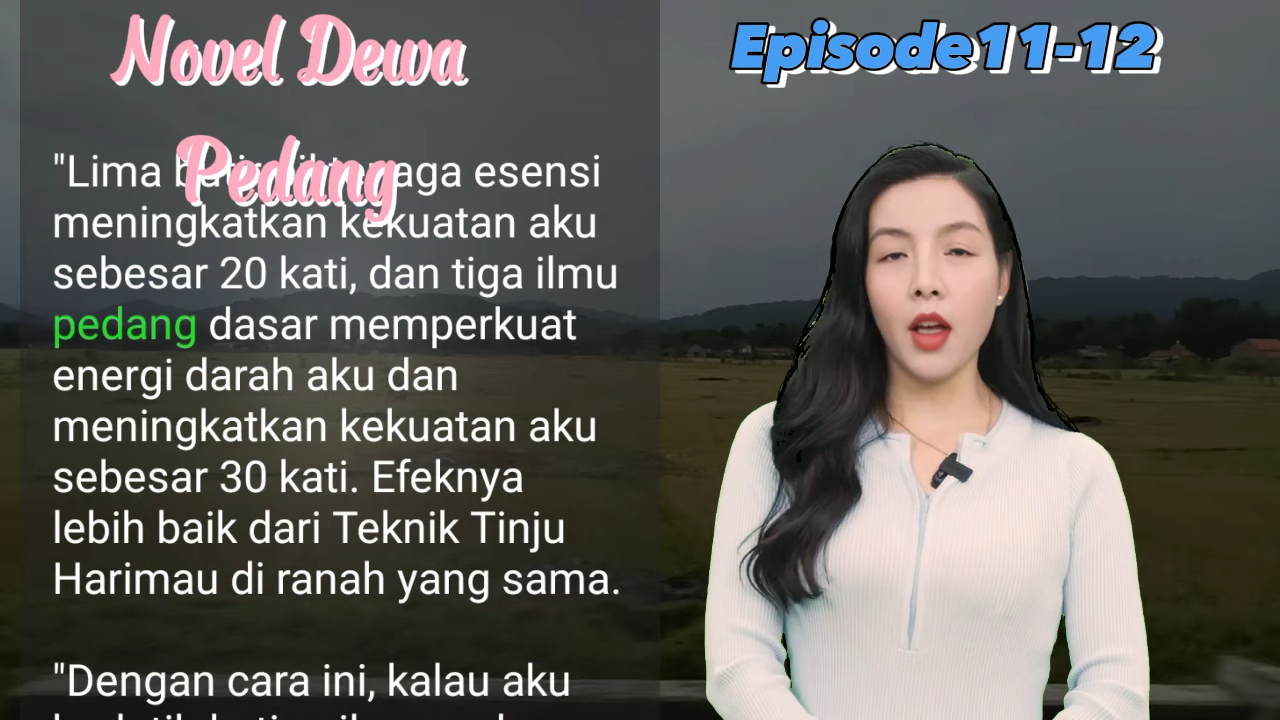 Novel Dewa
Pedang
Episode11-12
"Lima esensi
meningkatkan kekuatan aku
sebesar 20 kati, dan tiga ilmu
pedang dasar memperkuat
energi darah aku dan
meningkatkan kekuatan aku
sebesar 30 kati. Efeknya
lebih baik dari Teknik Tinju
Harimau di ranah yang sama.
"Dengan cara ini, kalau aku